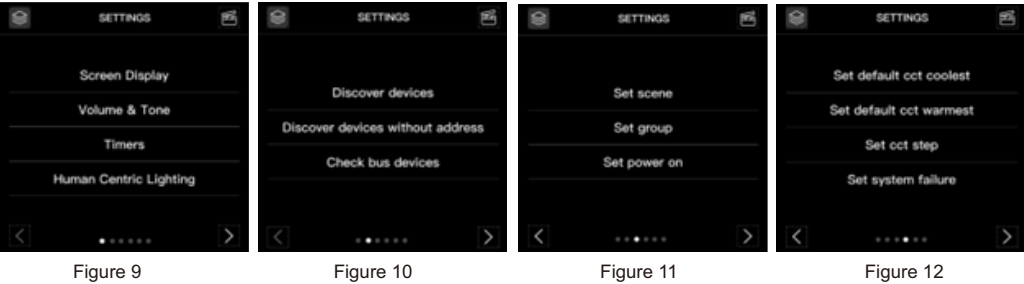 SETTINGS
Screen Display
Volume & Tone
Timers
Human Centric Lighting
Figure 9
SETTINGS
Discover devices
Discover devices without address
Check bus devices
Figure 10
SETTINGS
Set scene
Set group
Set power on
Figure 11
SETTINGS
Set default cct coolest
Set default cct warmest
Set cct step
Set system failure
Figure 12